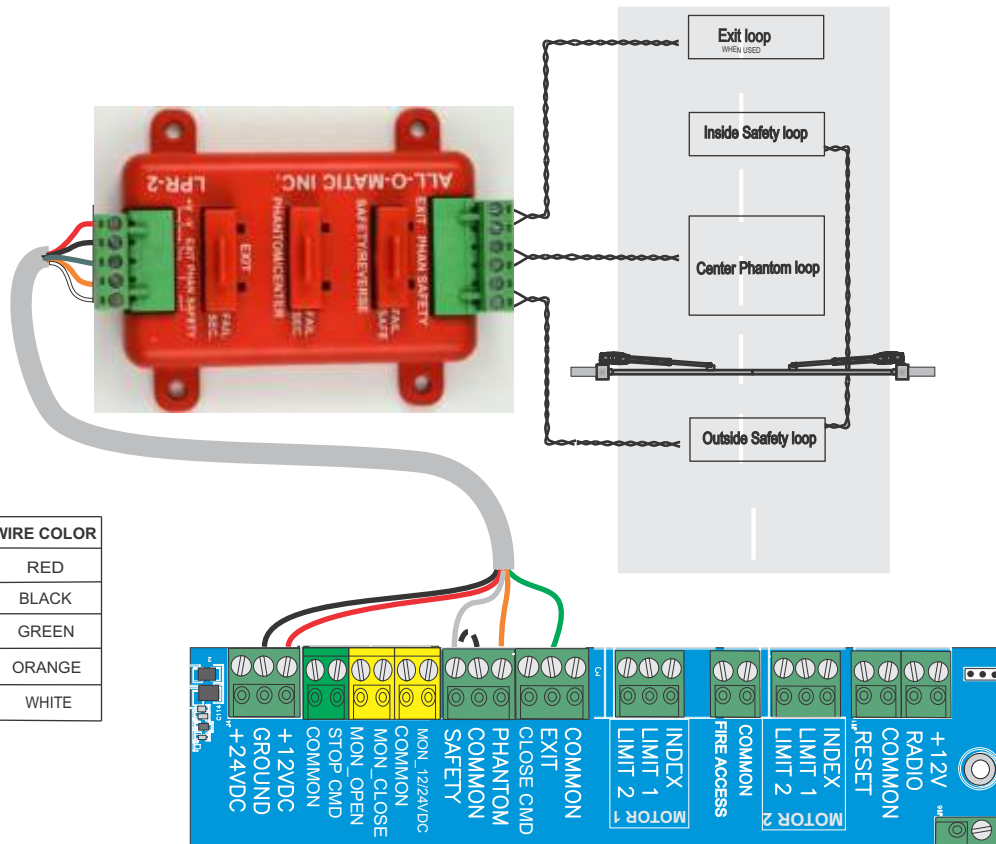 Exit loop
WHEN USED
Inside Safety loop
Center Phantom loop
Outside Safety loop
LPR-2
ALL-O-MATIC INC.
EXIT PHAN SAFETY
EXIT
FAIL SEC.
PHANTOM/CENTER
FAIL SEC.
SAFETY/REVERSE
FAIL SAFE
EXIT PHAN SAFETY
WIRE COLOR
RED
BLACK
GREEN
ORANGE
WHITE
+24VDC
GROUND
+12VDC
COMMON
STOP CMD
MON_OPEN
MON_CLOSE
COMMON
MON_12/24VDC
SAFETY
COMMON
PHANTOM
CLOSE CMD
EXIT
COMMON
3
LIMIT 2
LIMIT 1
INDEX
MOTOR 1
FIRE ACCESS
COMMON
LIMIT 2
LIMIT 1
INDEX
MOTOR 2
RESET
COMMON
RADIO
+12V